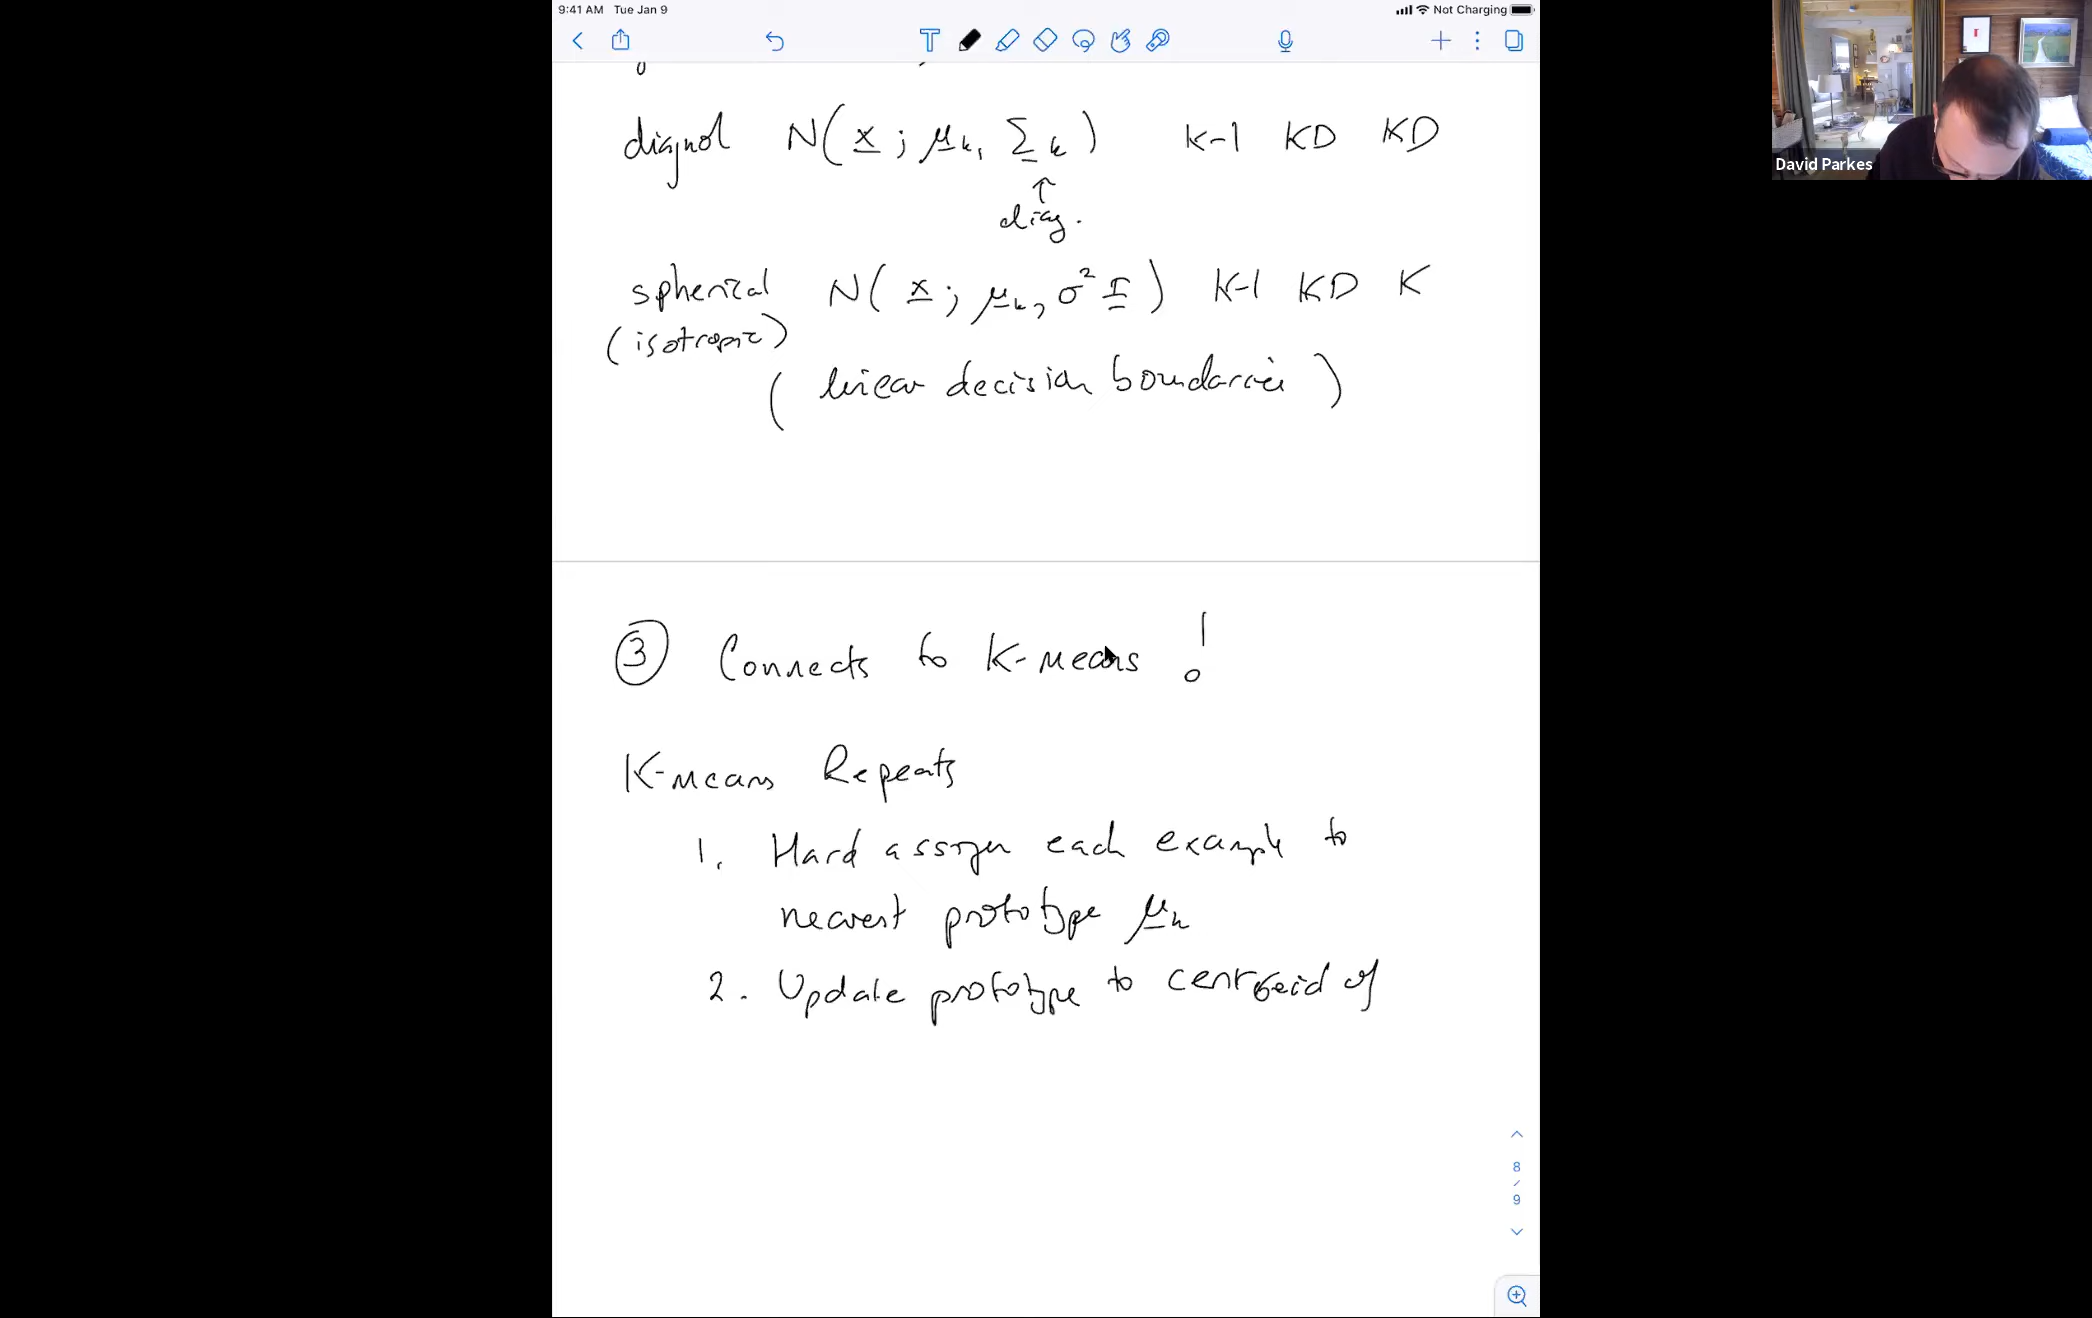 9:41 AM Tue Jan 9
Not Charging
David Parkes
diagnol N( x ; μk, Σk ) K-1 KD KD
↑
diag.
spherical N( x ; μk, σ² I ) K-1 KD K
(isotropic)
( linear decision boundaries )
③ Connects to K-means !
K-means Repeats
1. Hard assign each example to
nearest prototype μk
2. Update prototype to centroid of
8
/
9